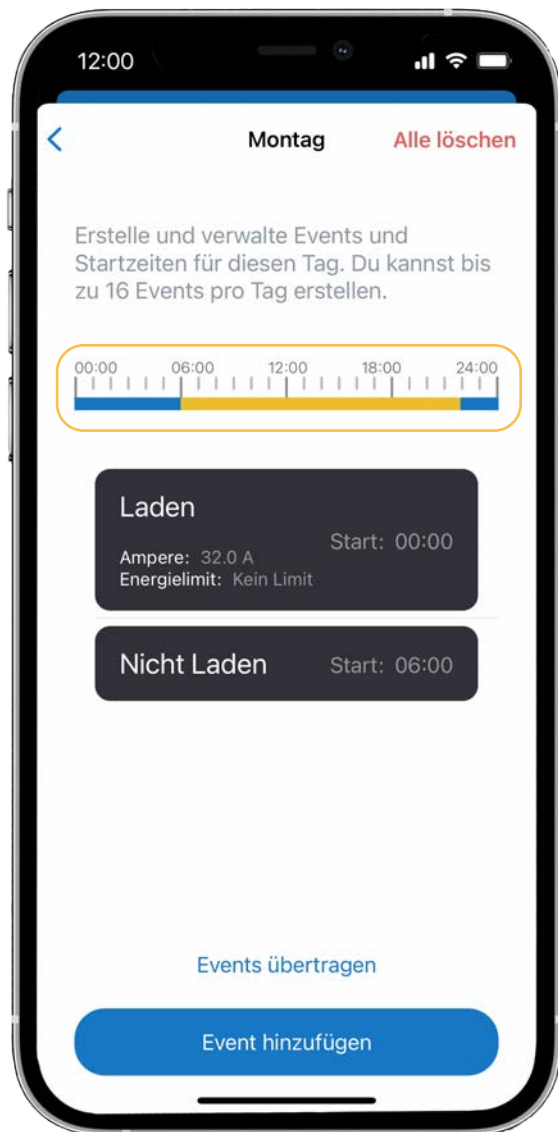 12:00
Montag
Alle löschen
Erstelle und verwalte Events und
Startzeiten für diesen Tag. Du kannst bis
zu 16 Events pro Tag erstellen.
00:00 06:00 12:00 18:00 24:00
Laden
Start: 00:00
Ampere: 32.0 A
Energielimit: Kein Limit
Nicht Laden
Start: 06:00
Events übertragen
Event hinzufügen